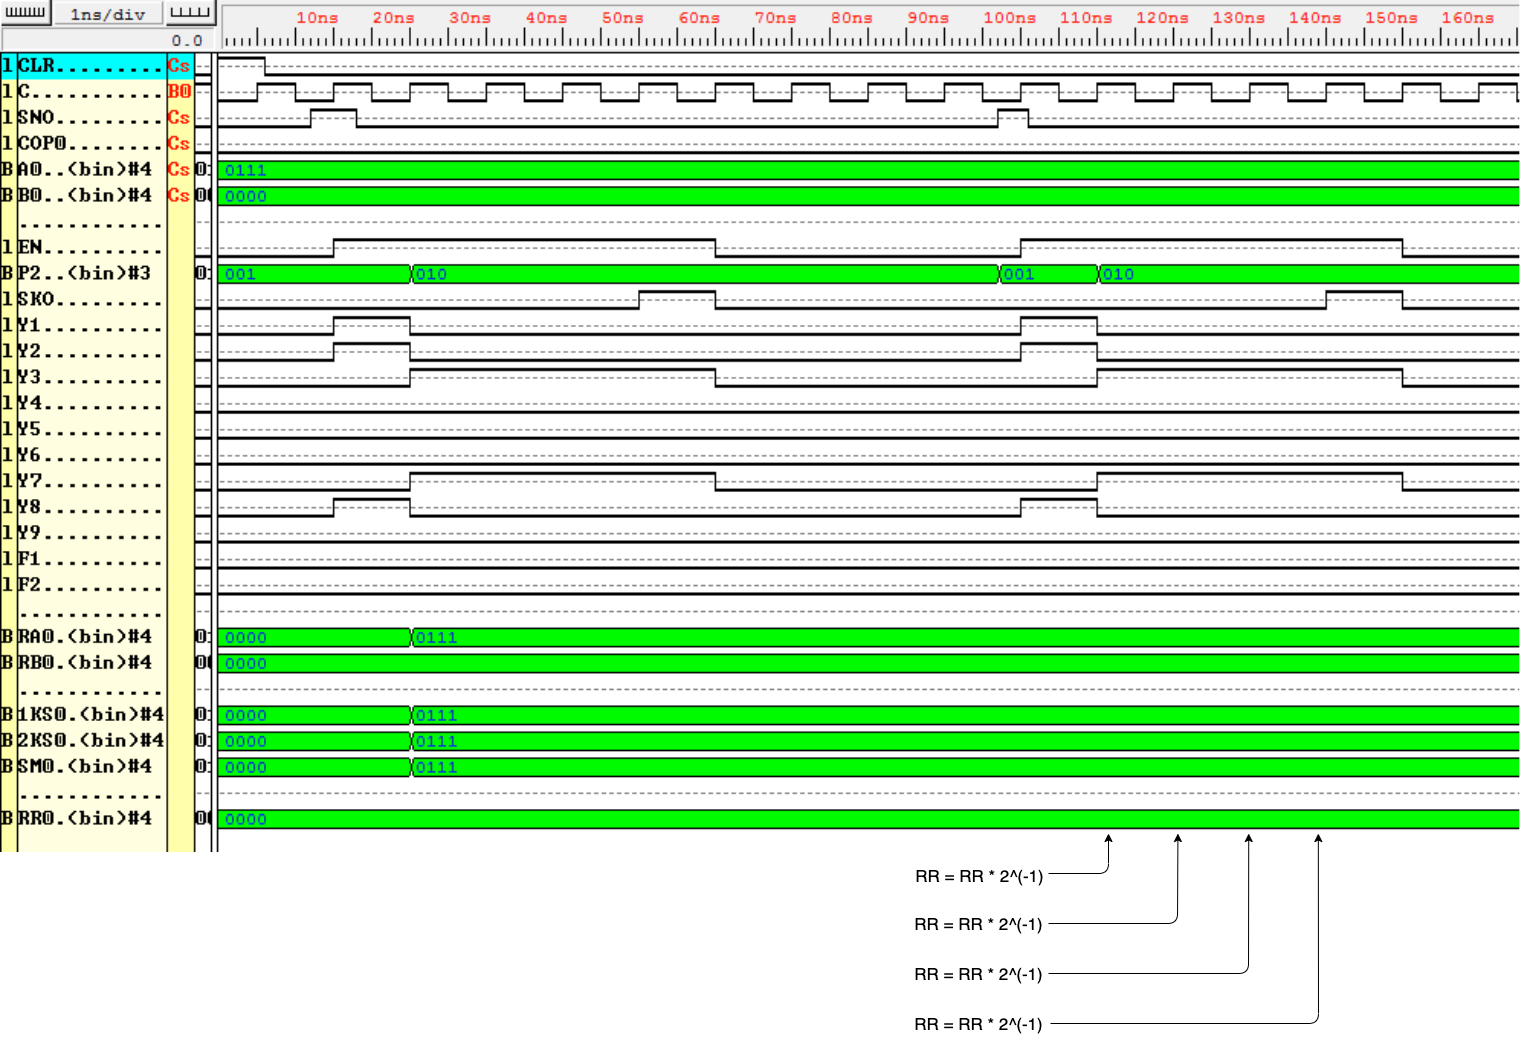 1ns/div
0.0
10ns 20ns 30ns 40ns 50ns 60ns 70ns 80ns 90ns 100ns 110ns 120ns 130ns 140ns 150ns 160ns
1 CLR......... Cs
1 C........... B0
1 SNO......... Cs
1 COP0........ Cs
B A0..(bin)#4 Cs 0111
B B0..(bin)#4 Cs 0000
............
1 EN..........
B P2..(bin)#3 001 010 001 010
1 SKO.........
1 Y1..........
1 Y2..........
1 Y3..........
1 Y4..........
1 Y5..........
1 Y6..........
1 Y7..........
1 Y8..........
1 Y9..........
1 F1..........
1 F2..........
............
B RA0.(bin)#4 0000 0111
B RB0.(bin)#4 0000
............
B 1KS0.(bin)#4 0000 0111
B 2KS0.(bin)#4 0000 0111
B SM0.(bin)#4 0000 0111
............
B RR0.(bin)#4 0000
RR = RR * 2^(-1)
RR = RR * 2^(-1)
RR = RR * 2^(-1)
RR = RR * 2^(-1)